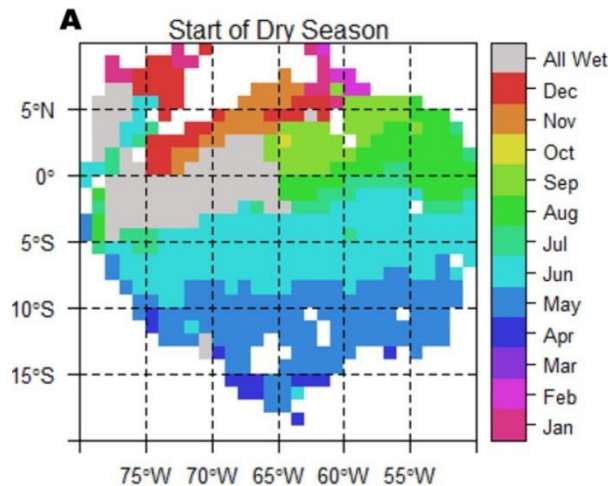 A
Start of Dry Season
5°N
0°
5°S
10°S
15°S
75°W 70°W 65°W 60°W 55°W
All Wet
Dec
Nov
Oct
Sep
Aug
Jul
Jun
May
Apr
Mar
Feb
Jan